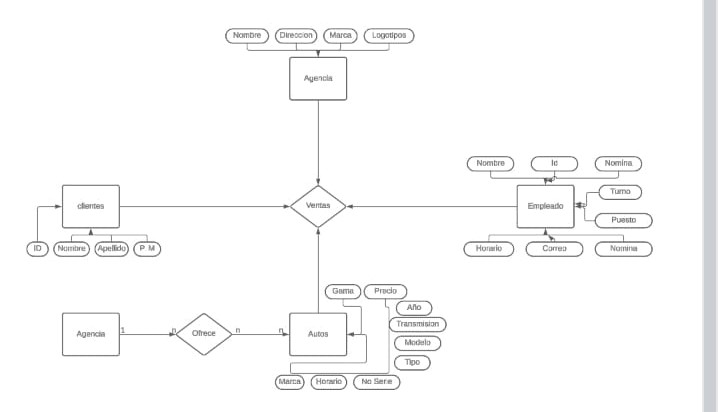 Nombre Direccion Marca Logotipos
Agencia
Nombre Id Nomina
clientes Ventas Empleado Turno
Puesto
ID Nombre Apellido P M Horario Correo Nomina
Gama Precio
Año
Transmision
Agencia 1 n Ofrece n n Autos Modelo
Tipo
Marca Horario No Serie